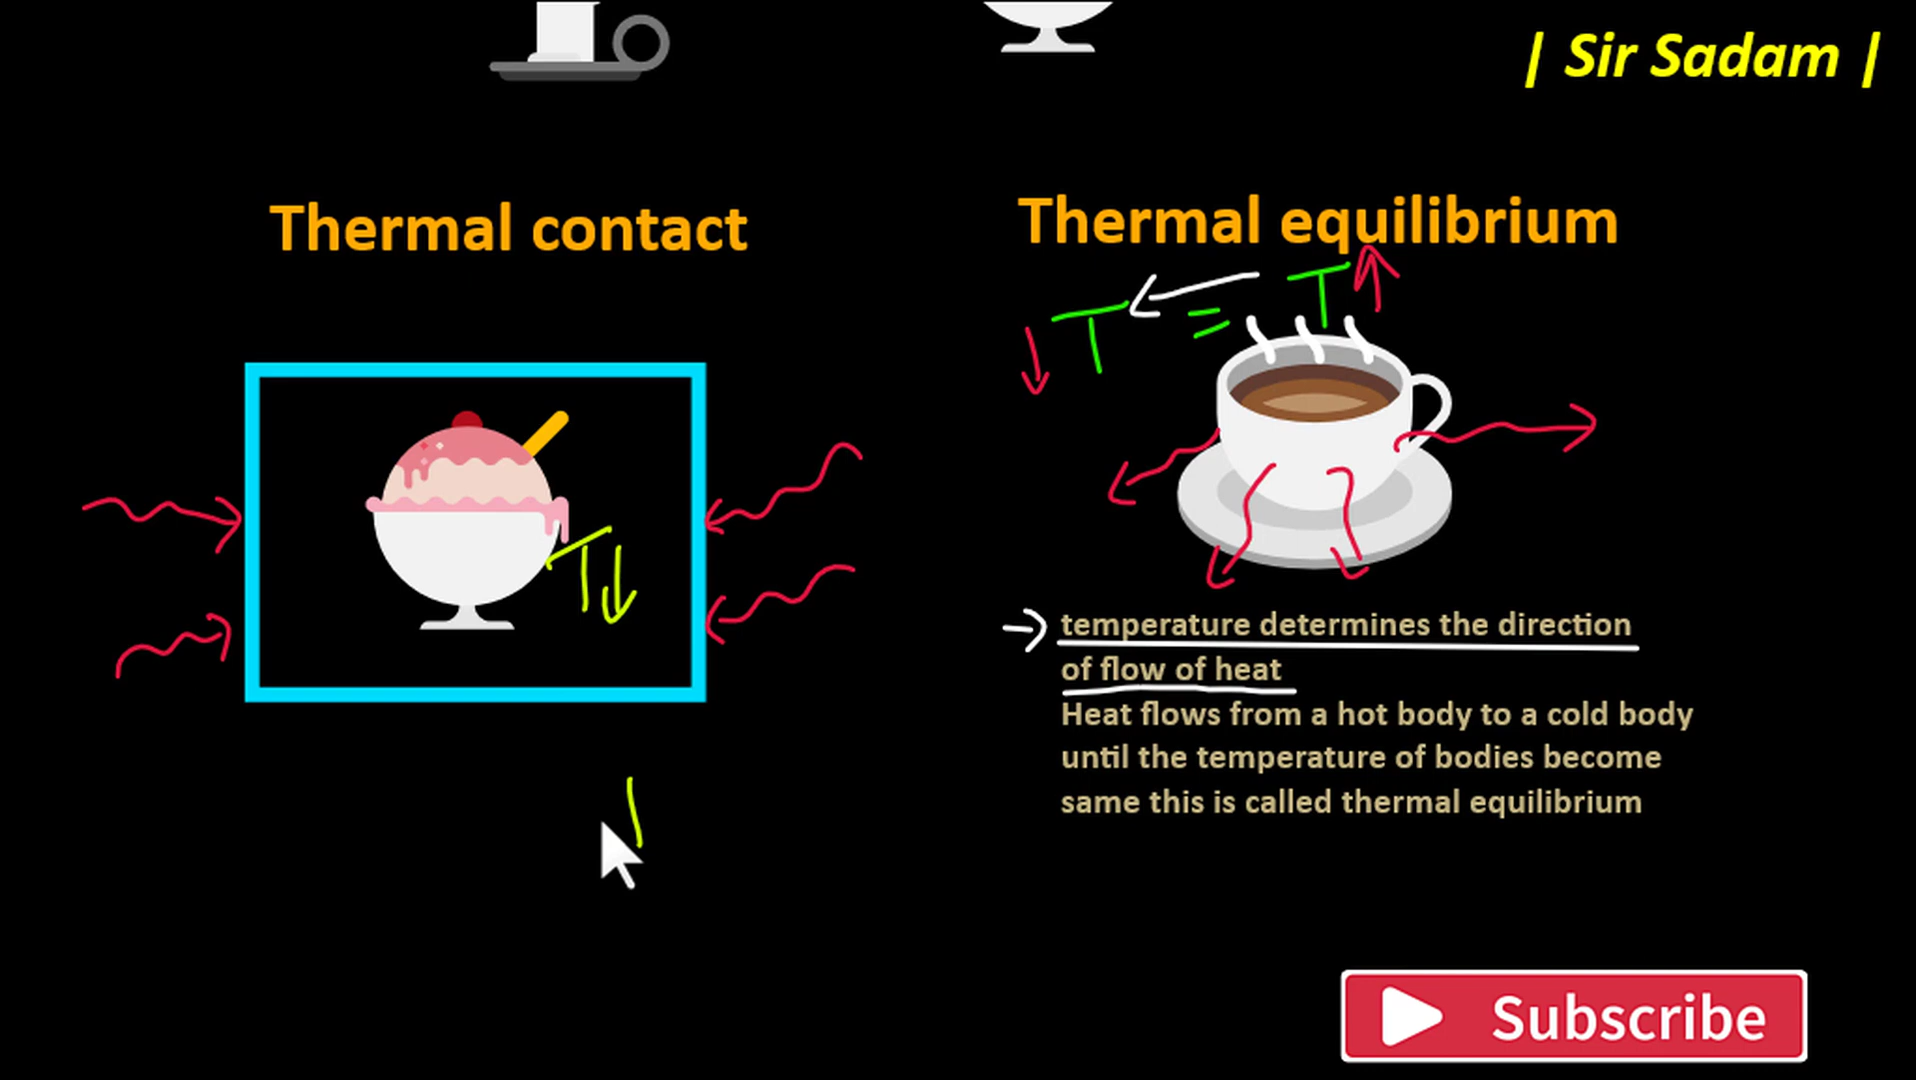 | Sir Sadam |
Thermal contact
Thermal equilibrium
T
T
=
T
temperature determines the direction
of flow of heat
Heat flows from a hot body to a cold body
until the temperature of bodies become
same this is called thermal equilibrium
Subscribe